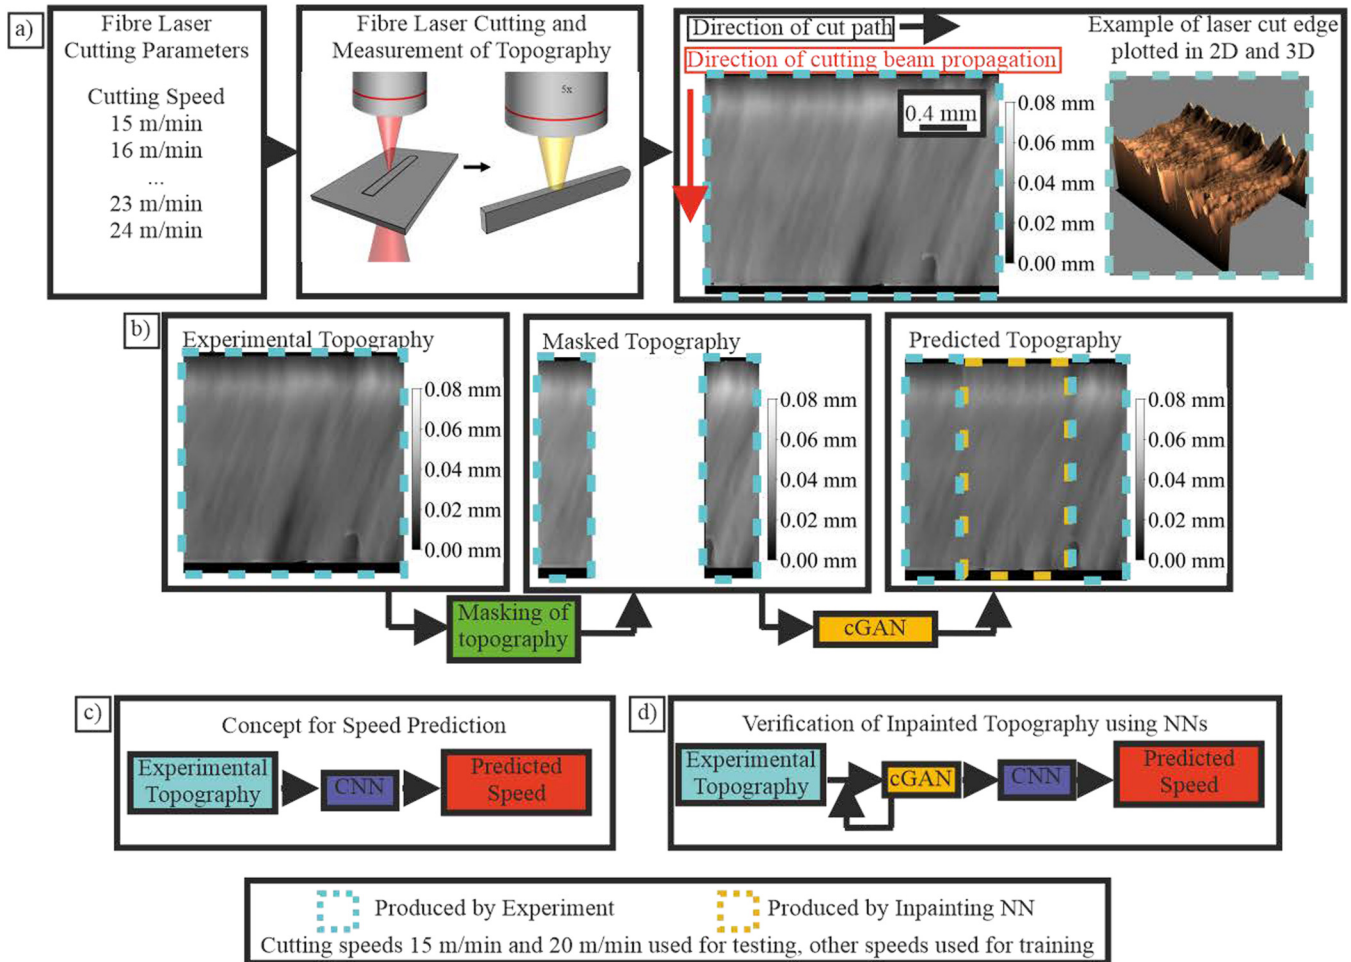 a)
Fibre Laser
Cutting Parameters
Cutting Speed
15 m/min
16 m/min
...
23 m/min
24 m/min
Fibre Laser Cutting and
Measurement of Topography
5x
Direction of cut path
Direction of cutting beam propagation
0.4 mm
0.08 mm
0.06 mm
0.04 mm
0.02 mm
0.00 mm
Example of laser cut edge
plotted in 2D and 3D
b)
Experimental Topography
0.08 mm
0.06 mm
0.04 mm
0.02 mm
0.00 mm
Masked Topography
0.08 mm
0.06 mm
0.04 mm
0.02 mm
0.00 mm
Predicted Topography
0.08 mm
0.06 mm
0.04 mm
0.02 mm
0.00 mm
Masking of
topography
cGAN
c)
Concept for Speed Prediction
Experimental
Topography
CNN
Predicted
Speed
d)
Verification of Inpainted Topography using NNs
Experimental
Topography
cGAN
CNN
Predicted
Speed
Produced by Experiment
Produced by Inpainting NN
Cutting speeds 15 m/min and 20 m/min used for testing, other speeds used for training